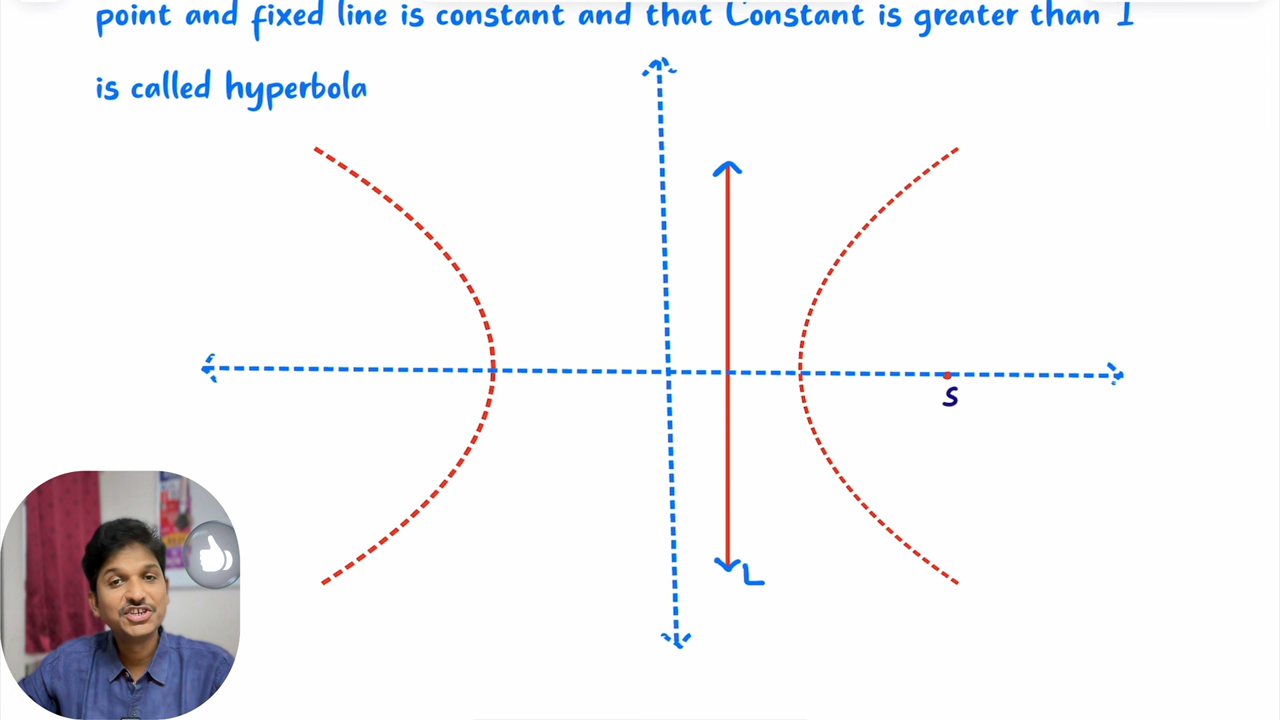 point and fixed line is constant and that Constant is greater than 1
is called hyperbola
S
L